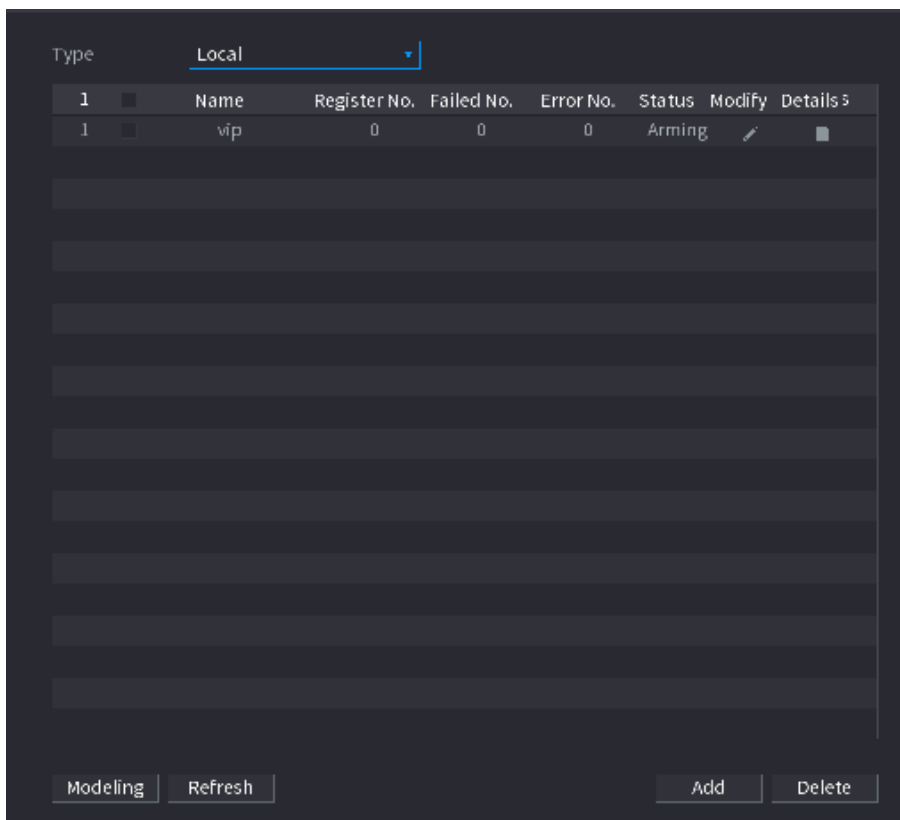 Type Local
1 Name Register No. Failed No. Error No. Status Modify Details s
1 vip 0 0 0 Arming
Modeling Refresh Add Delete